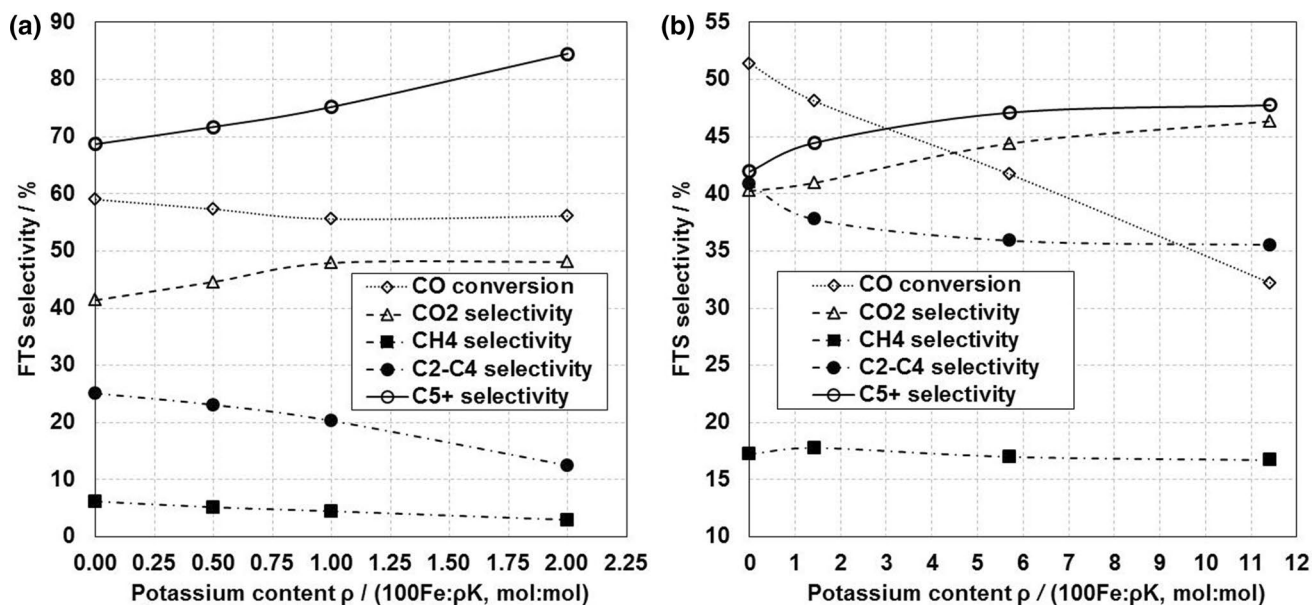 (a)
90
80
70
60
50
40
30
20
10
0
FTS selectivity / %
CO conversion
CO2 selectivity
CH4 selectivity
C2-C4 selectivity
C5+ selectivity
0.00 0.25 0.50 0.75 1.00 1.25 1.50 1.75 2.00 2.25
Potassium content ρ / (100Fe:ρK, mol:mol)
(b)
55
50
45
40
35
30
25
20
15
10
FTS selectivity / %
CO conversion
CO2 selectivity
CH4 selectivity
C2-C4 selectivity
C5+ selectivity
0 1 2 3 4 5 6 7 8 9 10 11 12
Potassium content ρ / (100Fe:ρK, mol:mol)